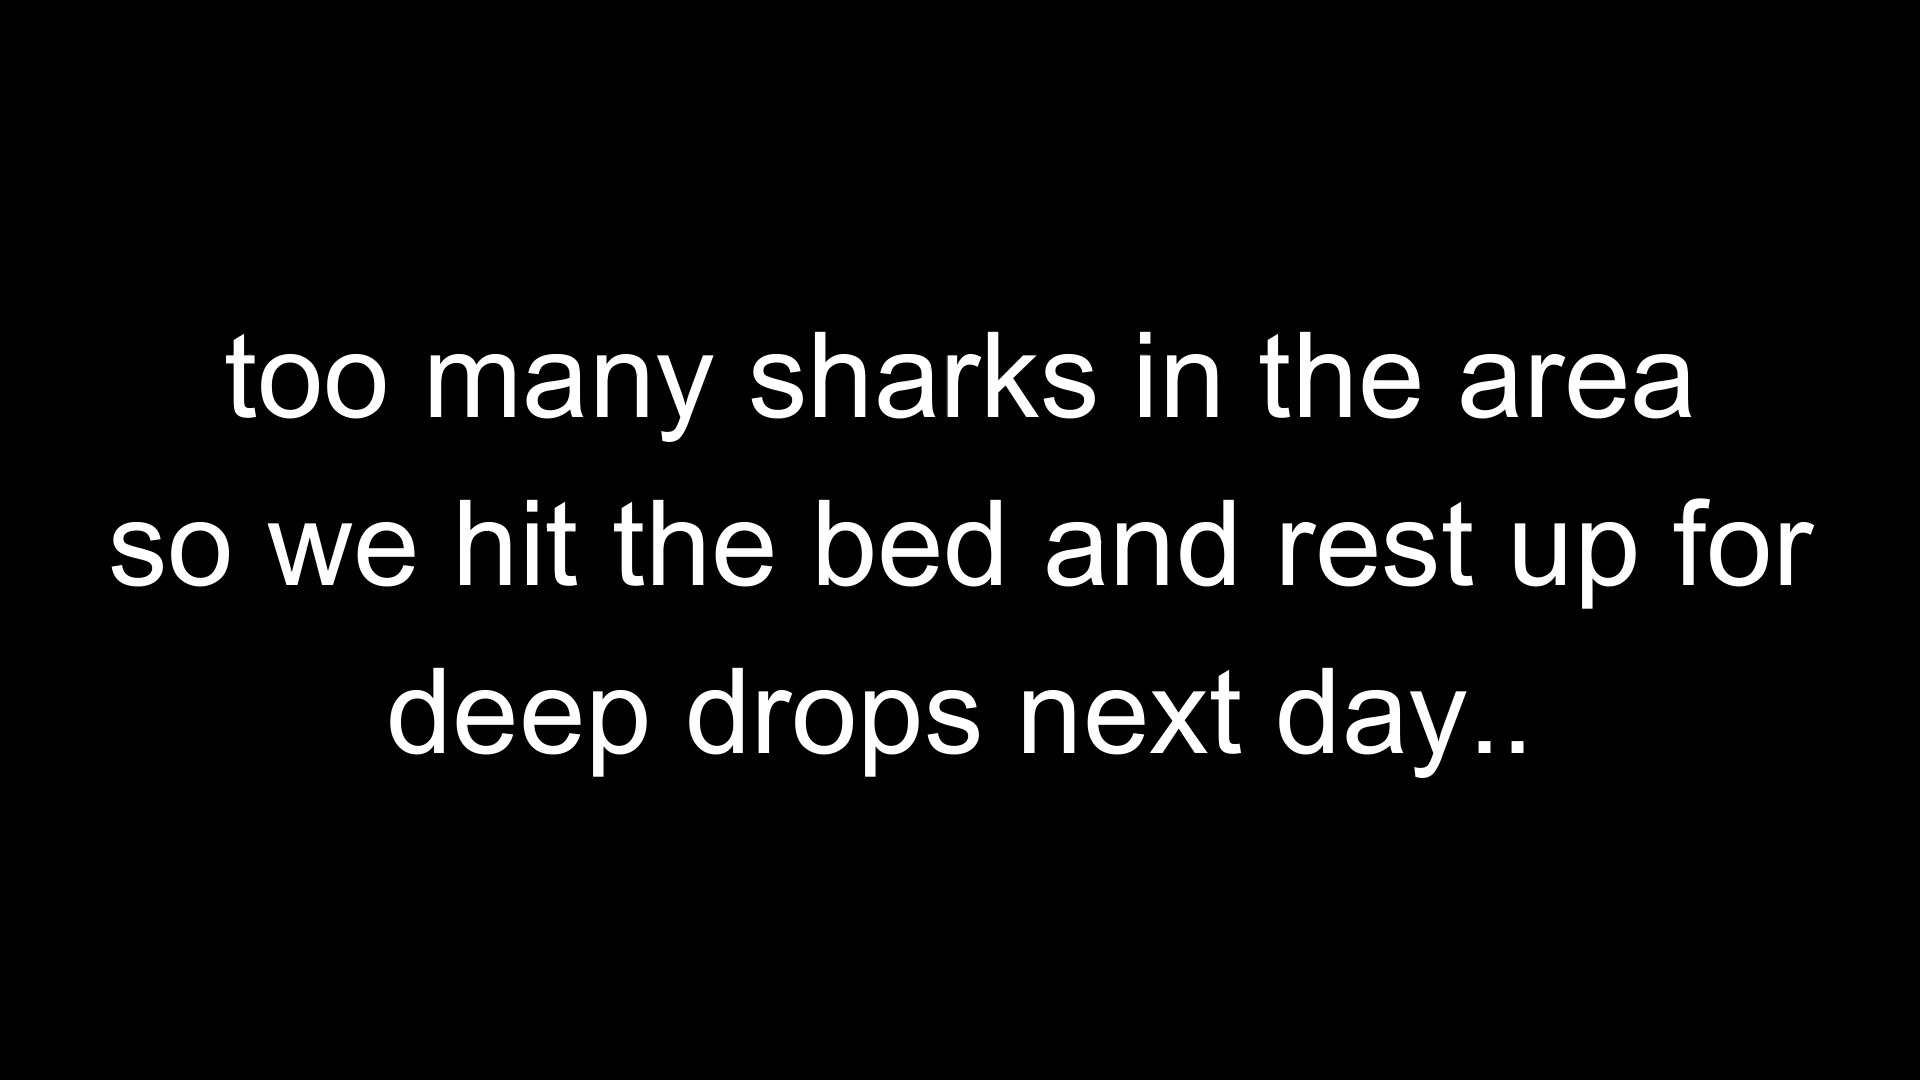 too many sharks in the area
so we hit the bed and rest up for
deep drops next day..